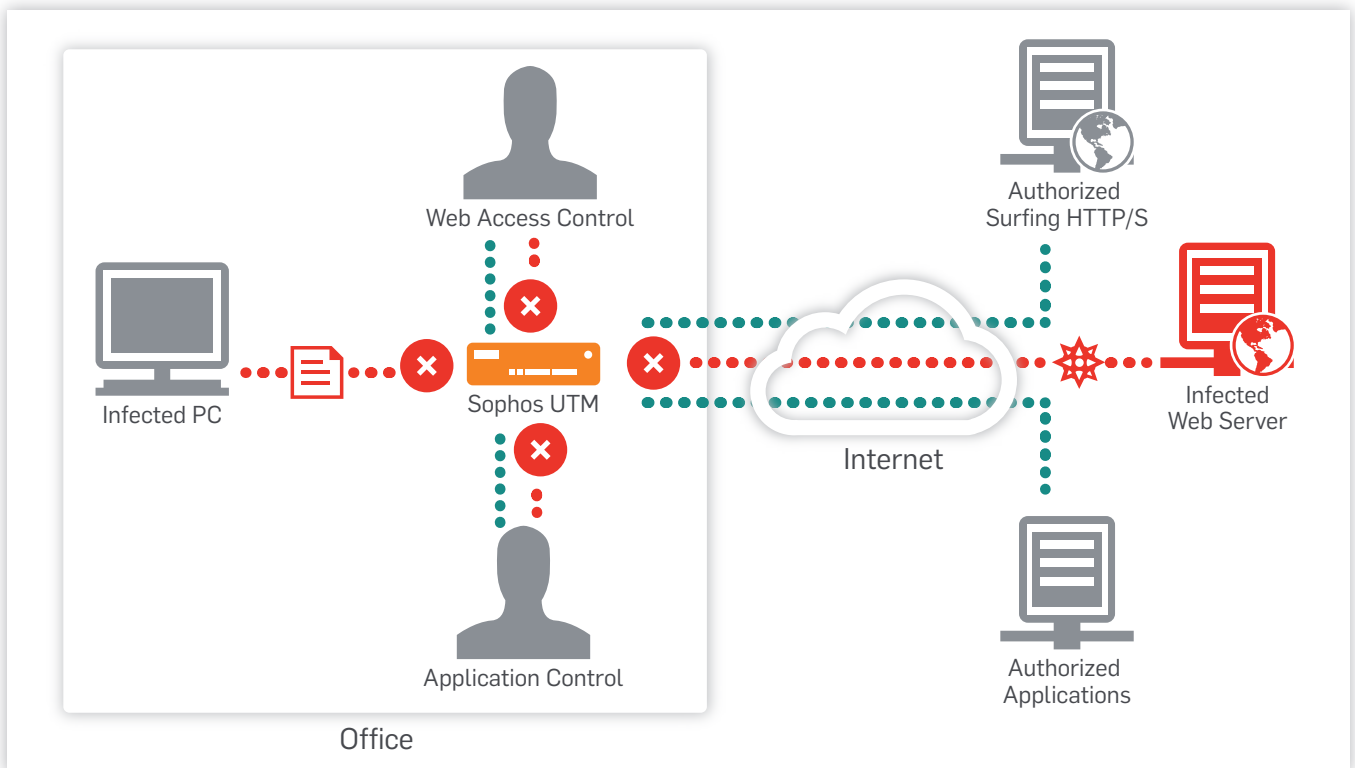 Authorized
Surfing HTTP/S
Web Access Control
Infected PC
Sophos UTM
Infected
Web Server
Internet
Application Control
Authorized
Applications
Office